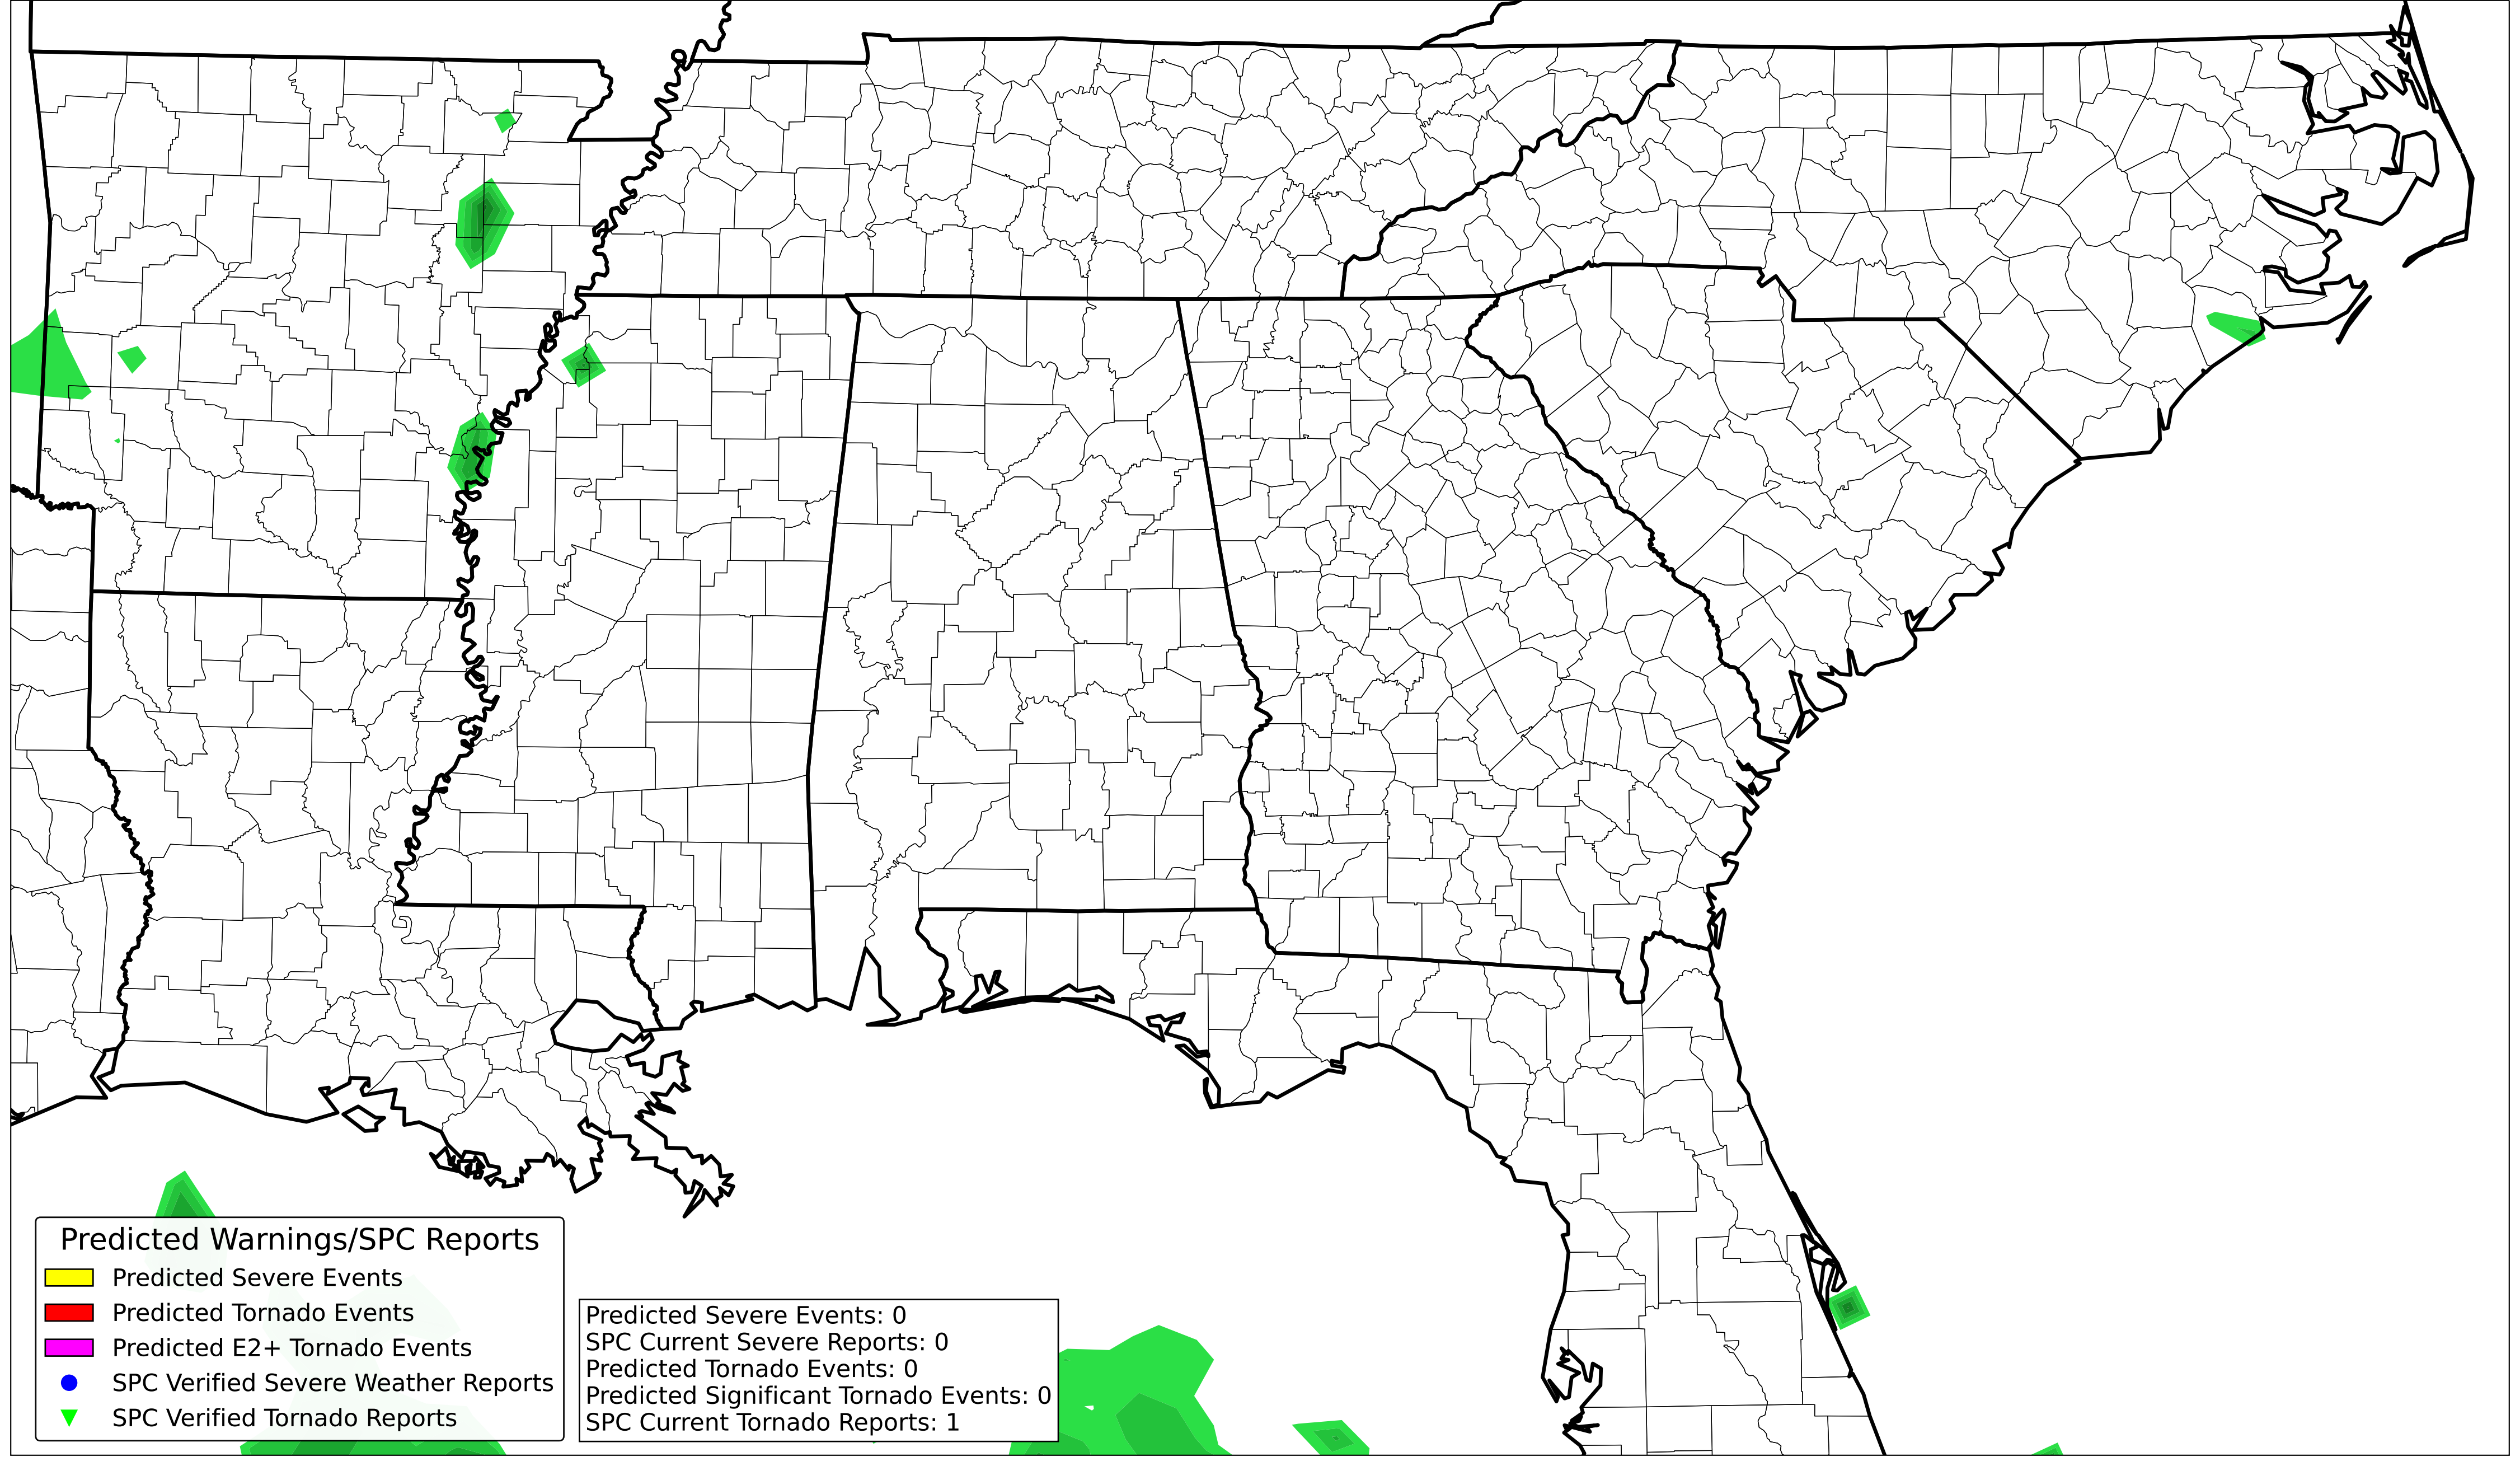 Predicted Warnings/SPC Reports
Predicted Severe Events
Predicted Tornado Events
Predicted E2+ Tornado Events
SPC Verified Severe Weather Reports
SPC Verified Tornado Reports
Predicted Severe Events: 0
SPC Current Severe Reports: 0
Predicted Tornado Events: 0
Predicted Significant Tornado Events: 0
SPC Current Tornado Reports: 1